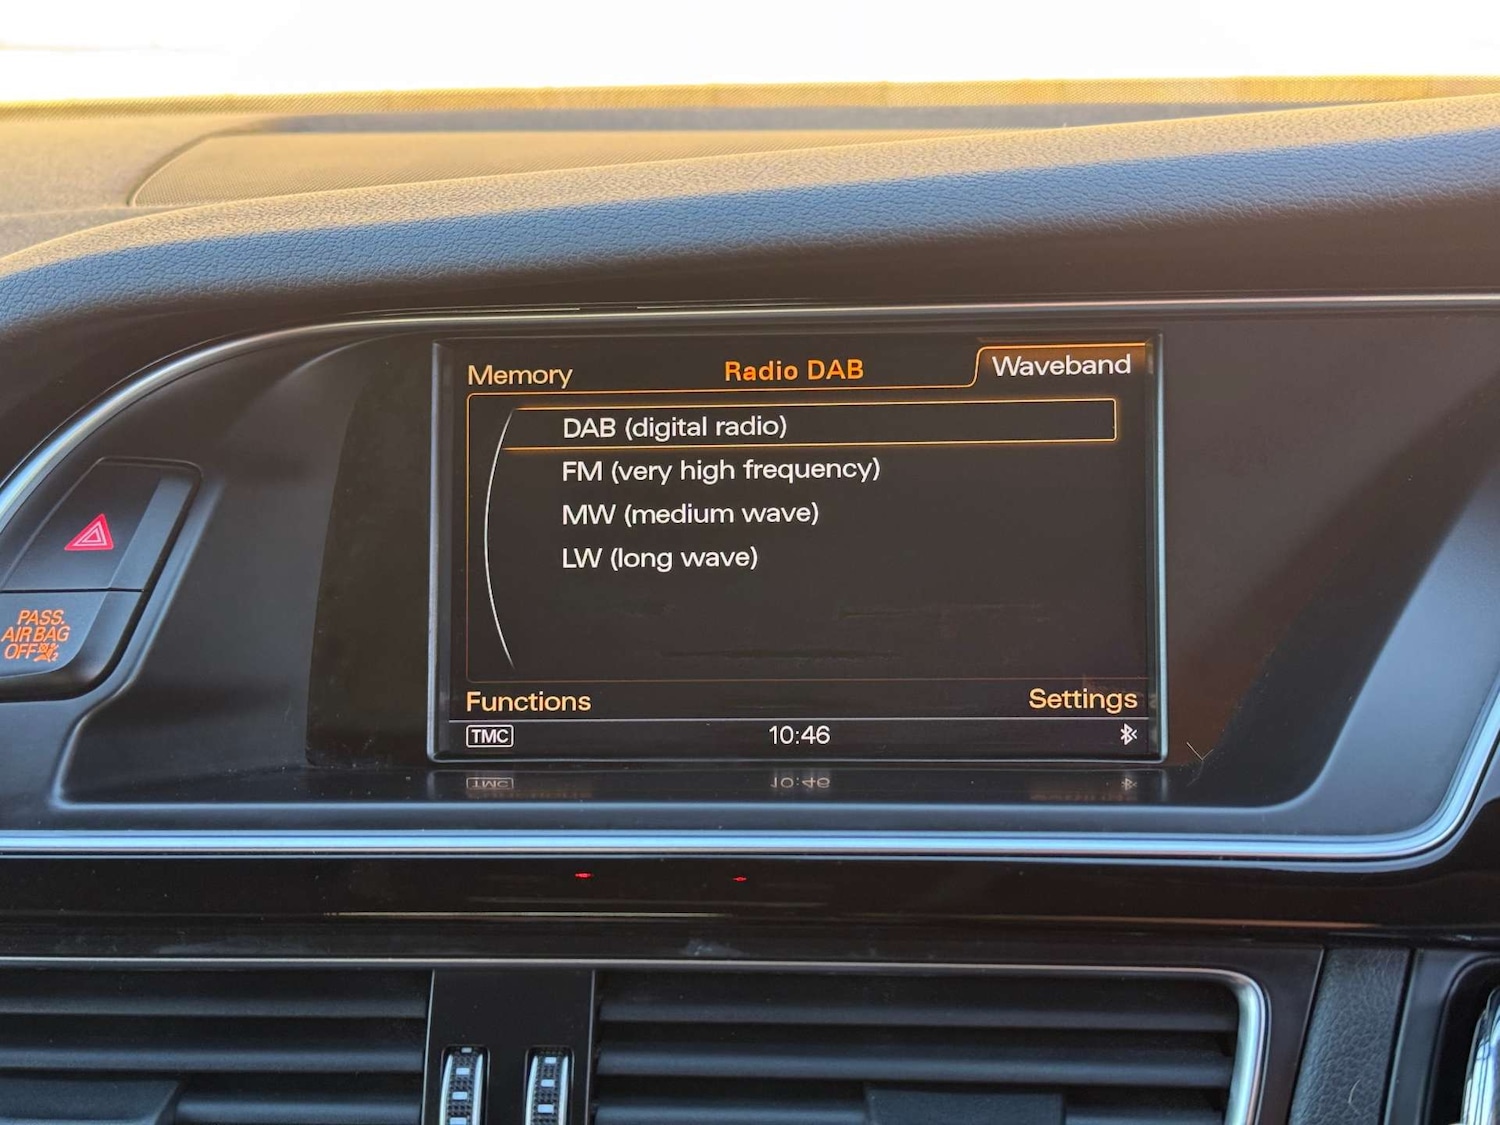 Memory
Radio DAB
Waveband
DAB (digital radio)
FM (very high frequency)
MW (medium wave)
LW (long wave)
PASS.
AIR BAG
OFF
Functions
Settings
TMC
10:46